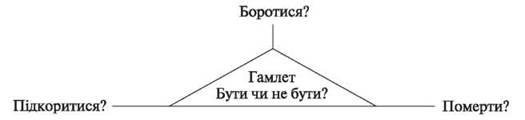 Боротися?
Гамлет
Бути чи не бути?
Підкоритися?
Померти?